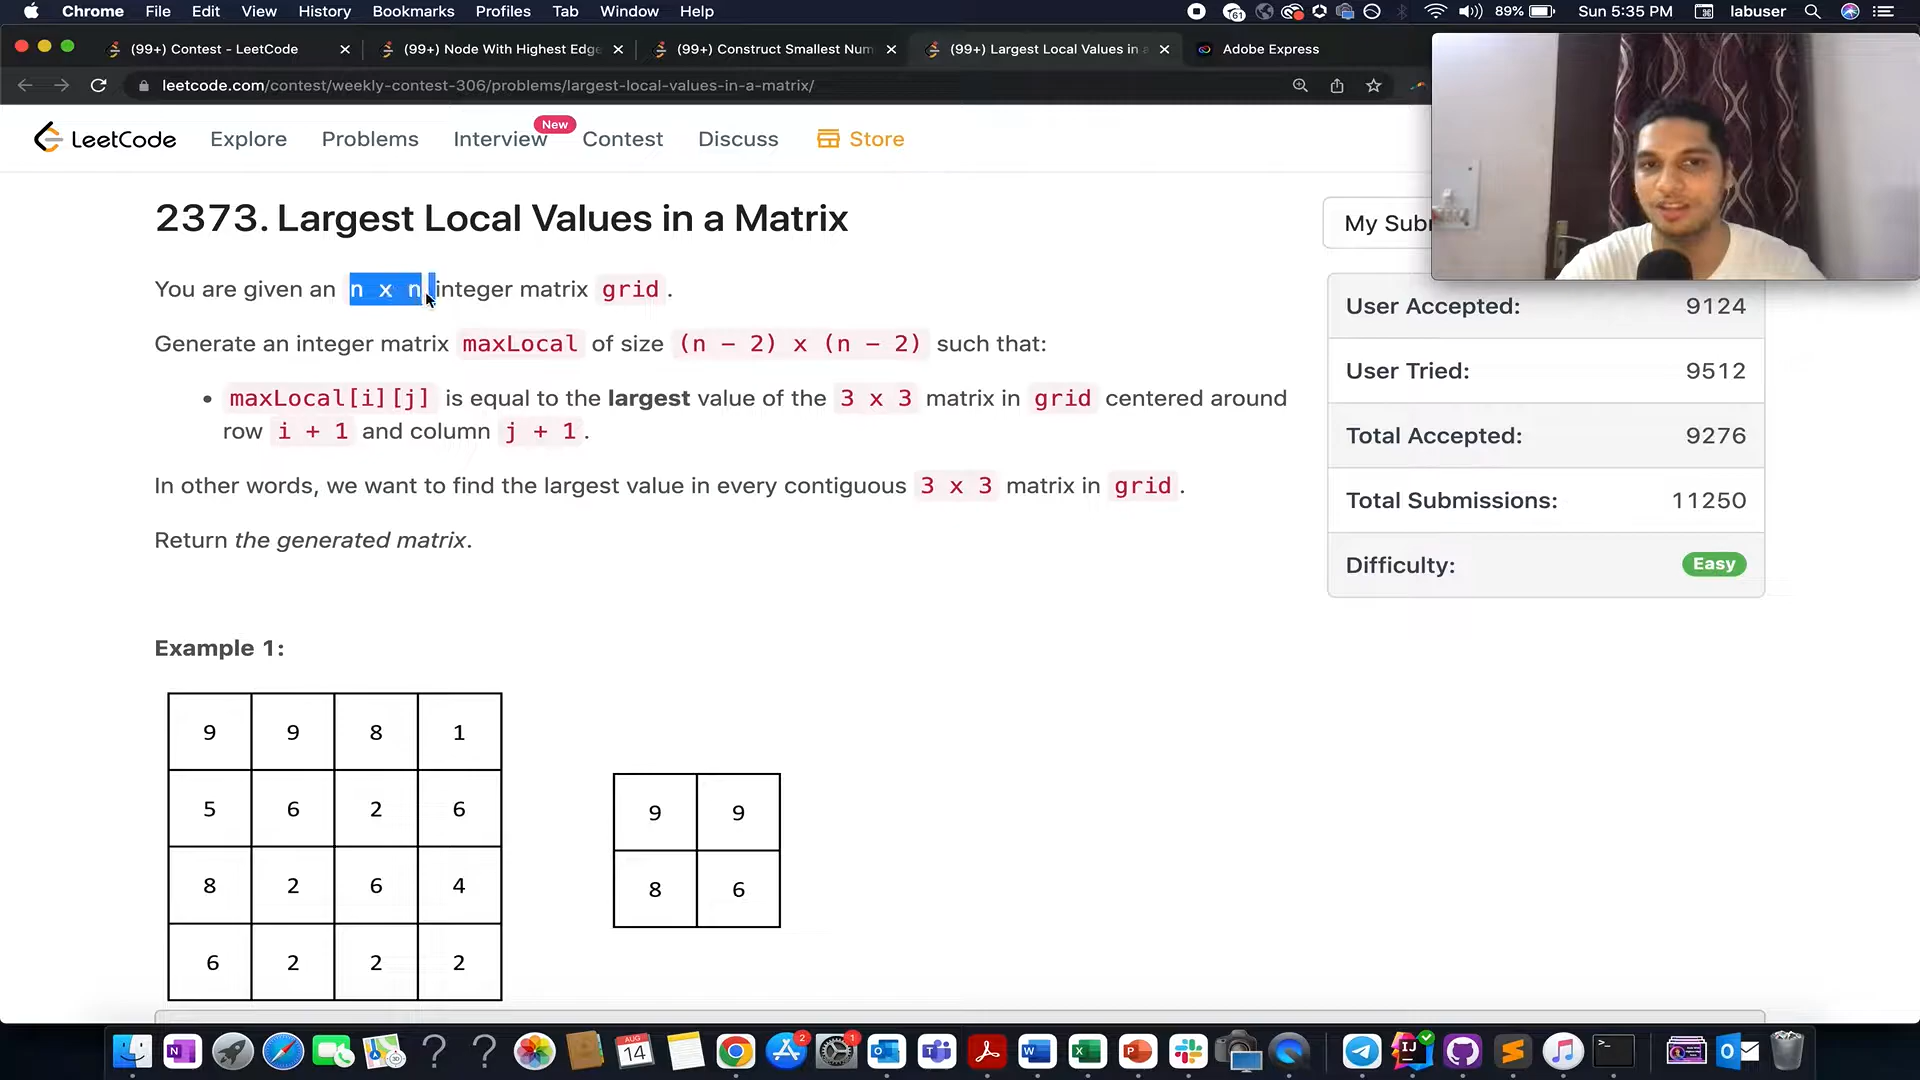 Chrome File Edit View History Bookmarks Profiles Tab Window Help 61 89% Sun 5:35 PM labuser
(99+) Contest - LeetCode (99+) Node With Highest Edge (99+) Construct Smallest Num (99+) Largest Local Values in a Adobe Express
leetcode.com/contest/weekly-contest-306/problems/largest-local-values-in-a-matrix/
LeetCode Explore Problems Interview New Contest Discuss Store
2373. Largest Local Values in a Matrix
My Sub
You are given an n x n integer matrix grid.
Generate an integer matrix maxLocal of size (n - 2) x (n - 2) such that:
• maxLocal[i][j] is equal to the largest value of the 3 x 3 matrix in grid centered around
row i + 1 and column j + 1.
In other words, we want to find the largest value in every contiguous 3 x 3 matrix in grid.
Return the generated matrix.
User Accepted: 9124
User Tried: 9512
Total Accepted: 9276
Total Submissions: 11250
Difficulty: Easy
Example 1:
9 9 8 1
5 6 2 6
8 2 6 4
6 2 2 2
9 9
8 6
AUG
14
2
1